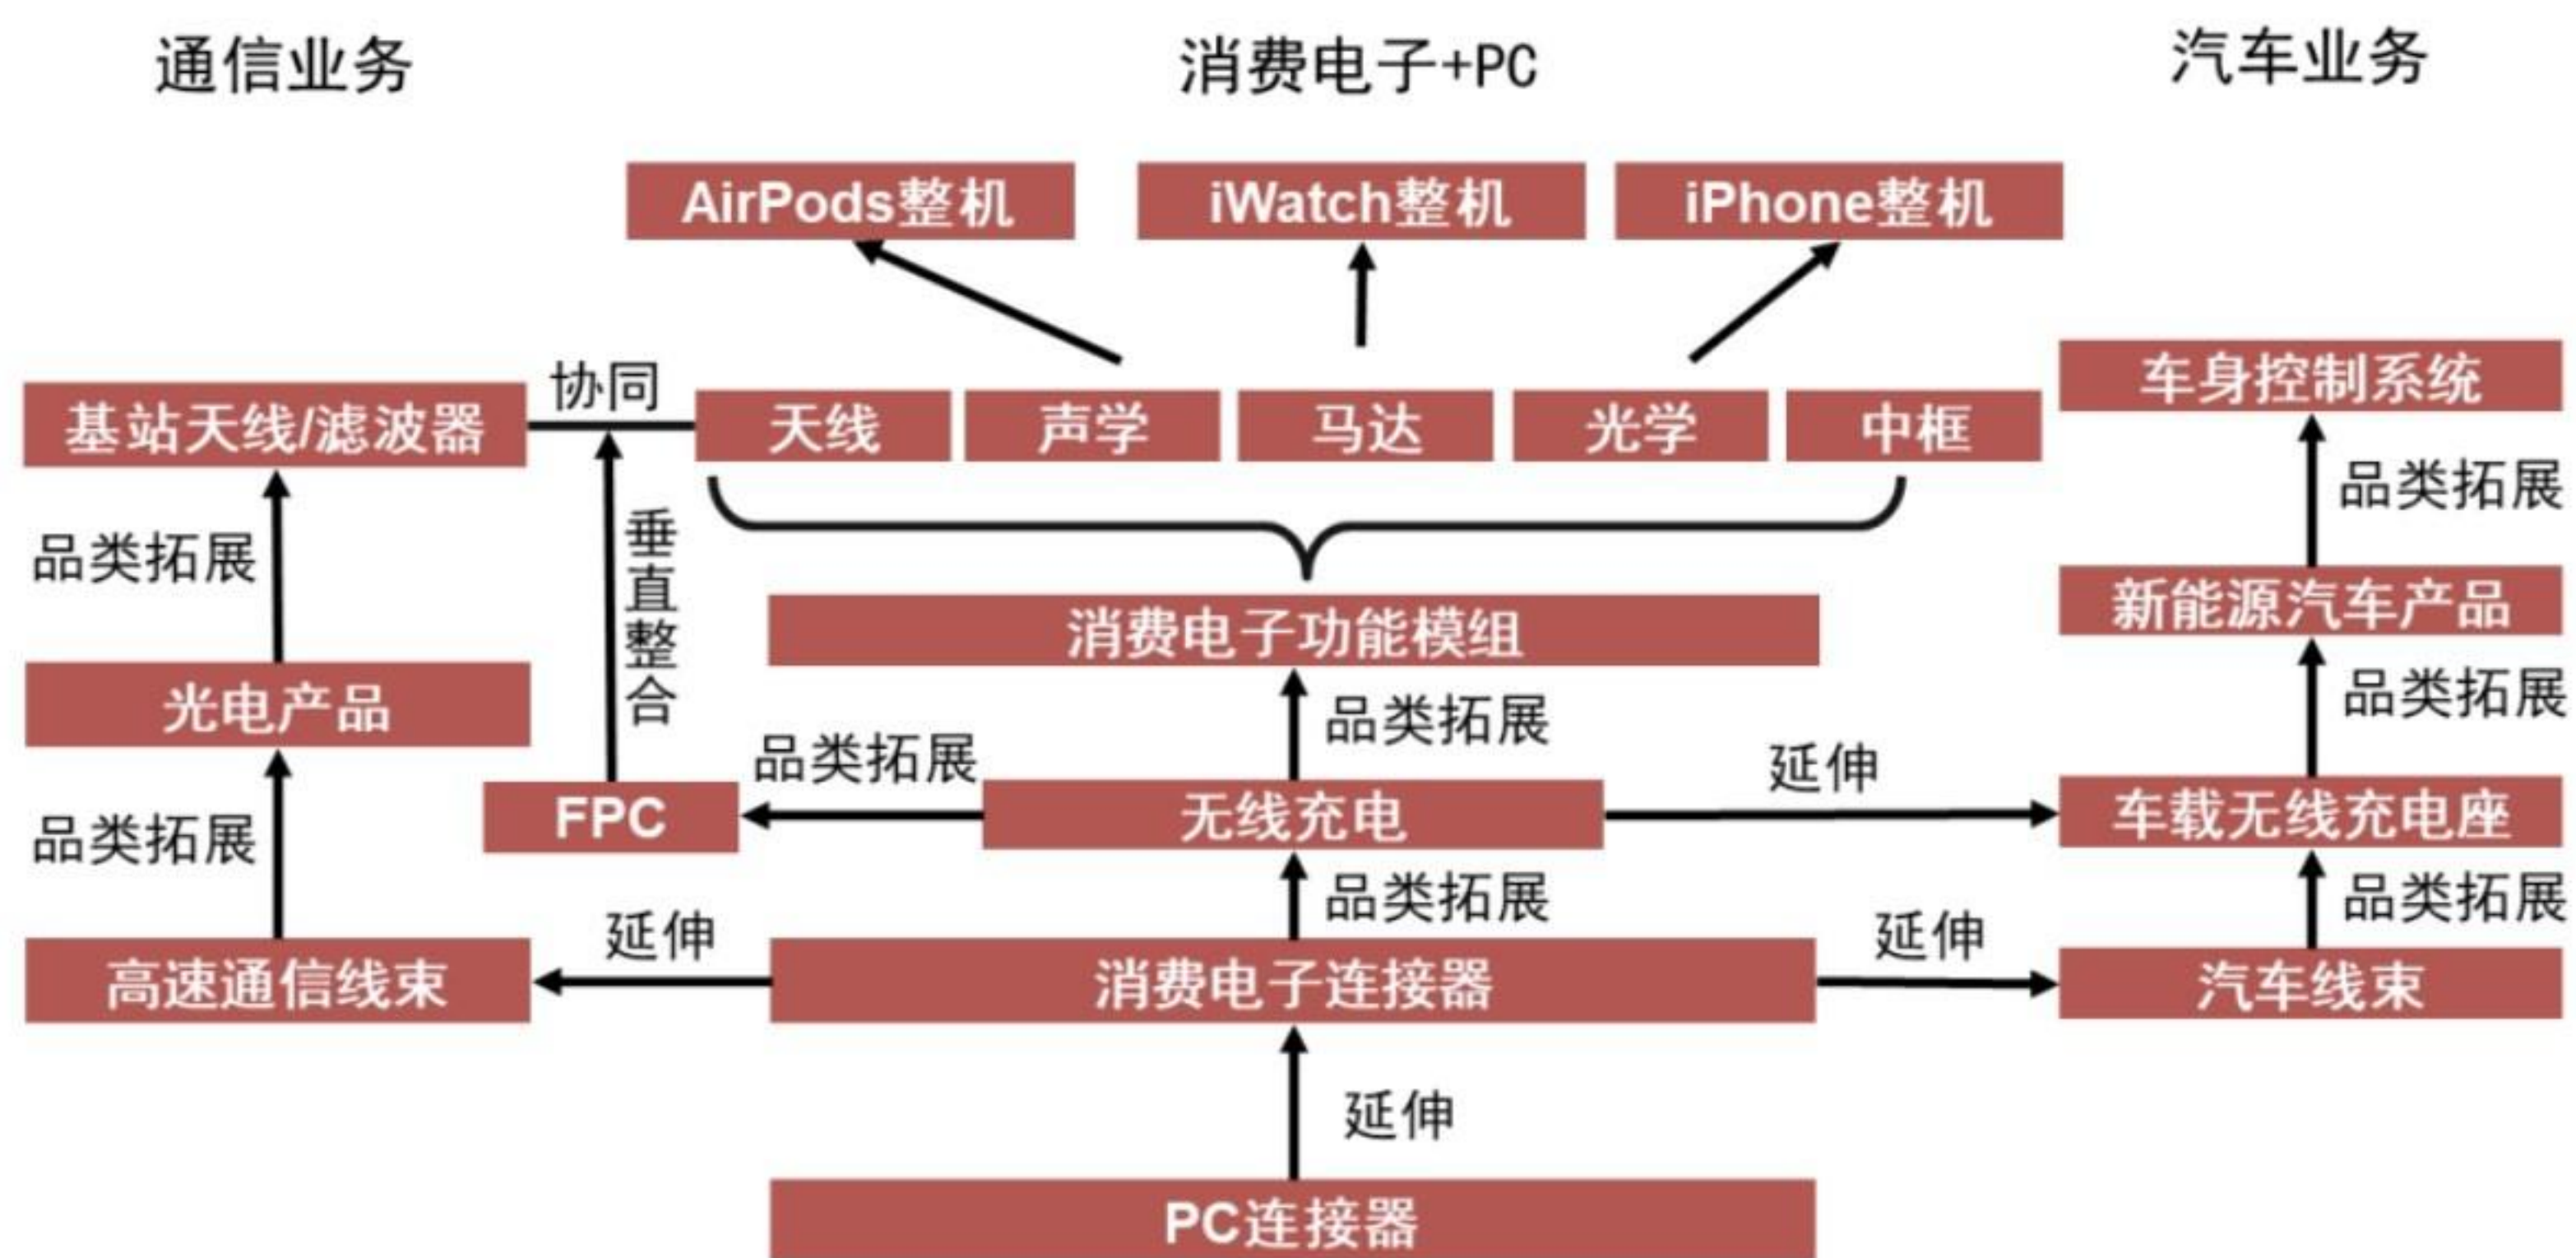 通信业务
消费电子+PC
汽车业务
AirPods整机
iWatch整机
iPhone整机
协同
车身控制系统
基站天线/滤波器
天线
声学
马达
光学
中框
品类拓展
垂直整合
品类拓展
新能源汽车产品
消费电子功能模组
光电产品
品类拓展
品类拓展
品类拓展
延伸
FPC
无线充电
车载无线充电座
品类拓展
品类拓展
品类拓展
延伸
延伸
高速通信线束
消费电子连接器
汽车线束
延伸
PC连接器